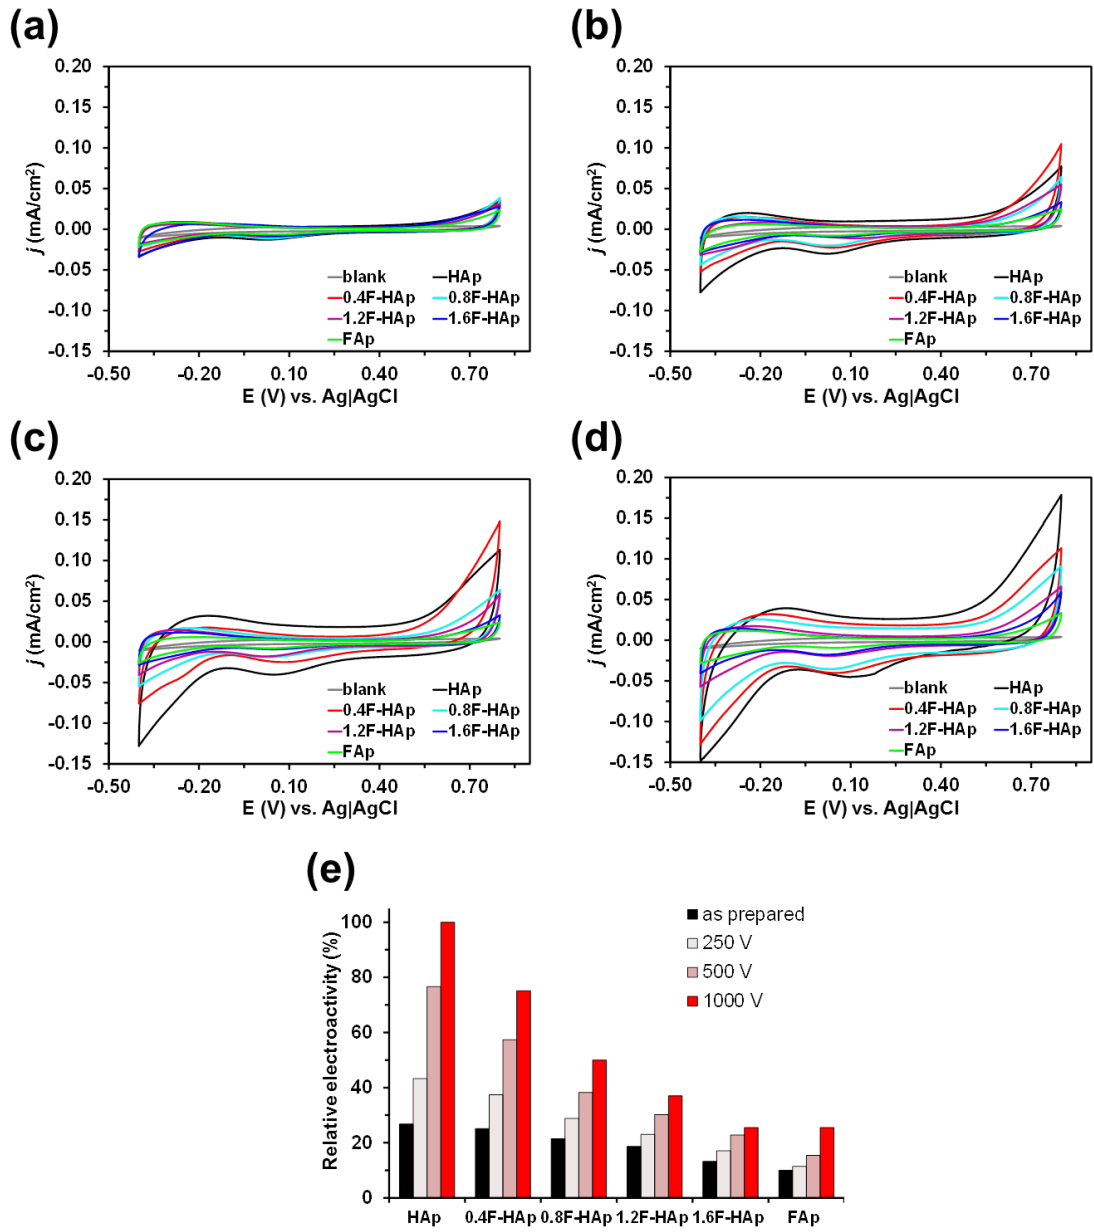 (a)
0.20
0.15
0.10
0.05
0.00
-0.05
-0.10
-0.15
j (mA/cm²)
blank HAp
0.4F-HAp 0.8F-HAp
1.2F-HAp 1.6F-HAp
FAp
-0.50 -0.20 0.10 0.40 0.70
E (V) vs. Ag|AgCl
(b)
0.20
0.15
0.10
0.05
0.00
-0.05
-0.10
-0.15
j (mA/cm²)
blank HAp
0.4F-HAp 0.8F-HAp
1.2F-HAp 1.6F-HAp
FAp
-0.50 -0.20 0.10 0.40 0.70
E (V) vs. Ag|AgCl
(c)
0.20
0.15
0.10
0.05
0.00
-0.05
-0.10
-0.15
j (mA/cm²)
blank HAp
0.4F-HAp 0.8F-HAp
1.2F-HAp 1.6F-HAp
FAp
-0.50 -0.20 0.10 0.40 0.70
E (V) vs. Ag|AgCl
(d)
0.20
0.15
0.10
0.05
0.00
-0.05
-0.10
-0.15
j (mA/cm²)
blank HAp
0.4F-HAp 0.8F-HAp
1.2F-HAp 1.6F-HAp
FAp
-0.50 -0.20 0.10 0.40 0.70
E (V) vs. Ag|AgCl
(e)
100
80
60
40
20
0
Relative electroactivity (%)
as prepared
250 V
500 V
1000 V
HAp 0.4F-HAp 0.8F-HAp 1.2F-HAp 1.6F-HAp FAp